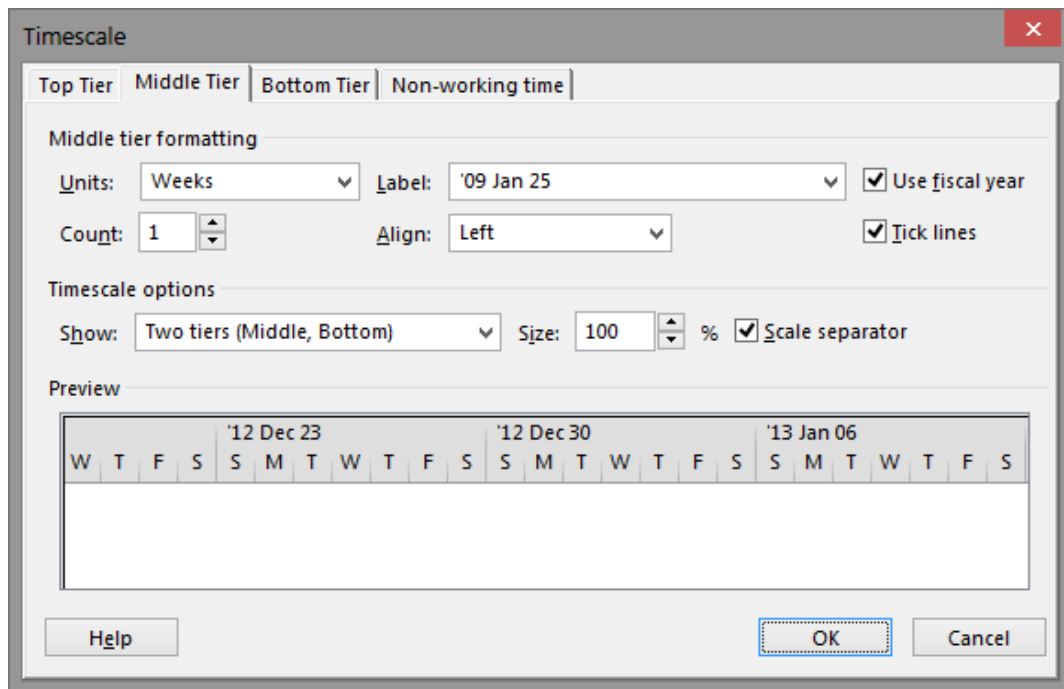 Timescale
Top Tier Middle Tier Bottom Tier Non-working time
Middle tier formatting
Units: Weeks Label: '09 Jan 25 Use fiscal year
Count: 1 Align: Left Tick lines
Timescale options
Show: Two tiers (Middle, Bottom) Size: 100 % Scale separator
Preview
'12 Dec 23 '12 Dec 30 '13 Jan 06
W T F S S M T W T F S S M T W T F S S M T W T F S
Help OK Cancel